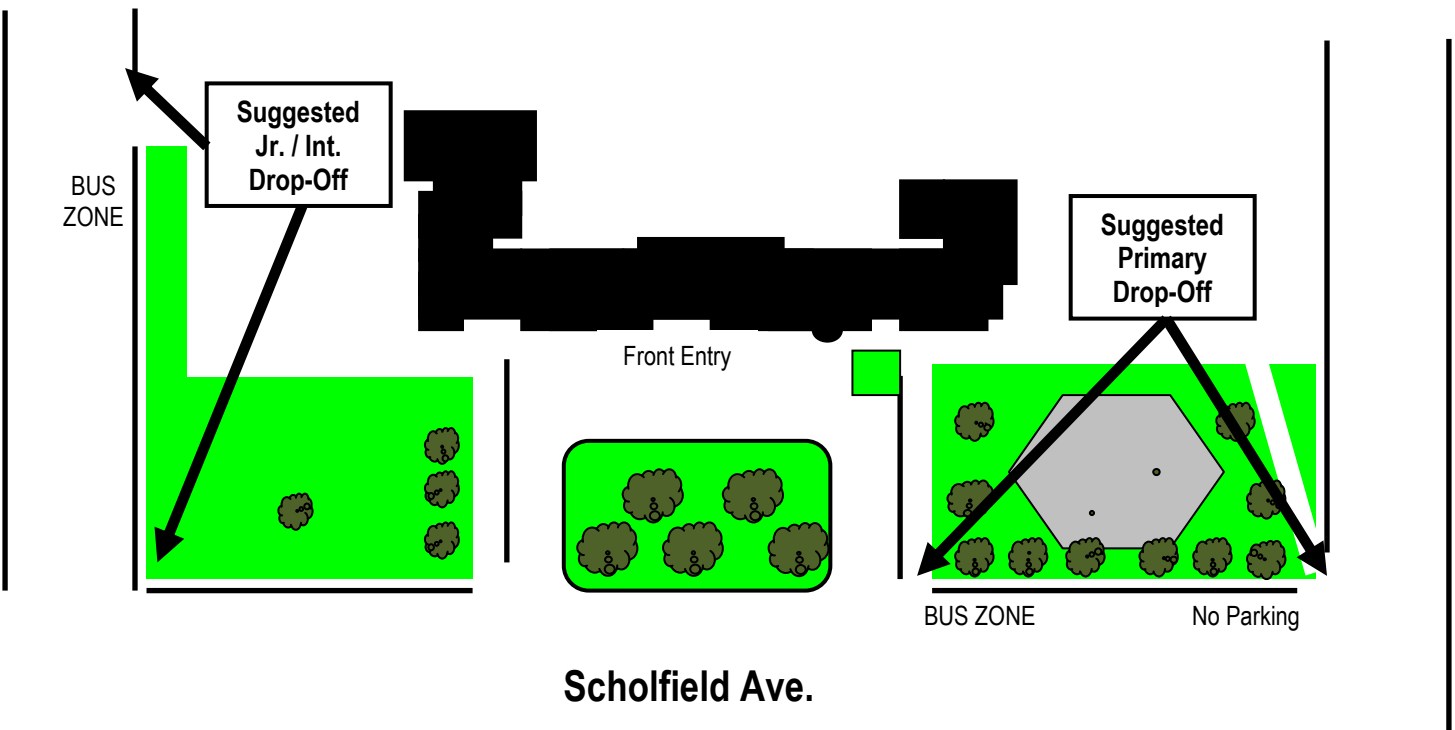 Suggested
Jr. / Int.
Drop-Off
BUS
ZONE
Suggested
Primary
Drop-Off
Front Entry
BUS ZONE
No Parking
Scholfield Ave.